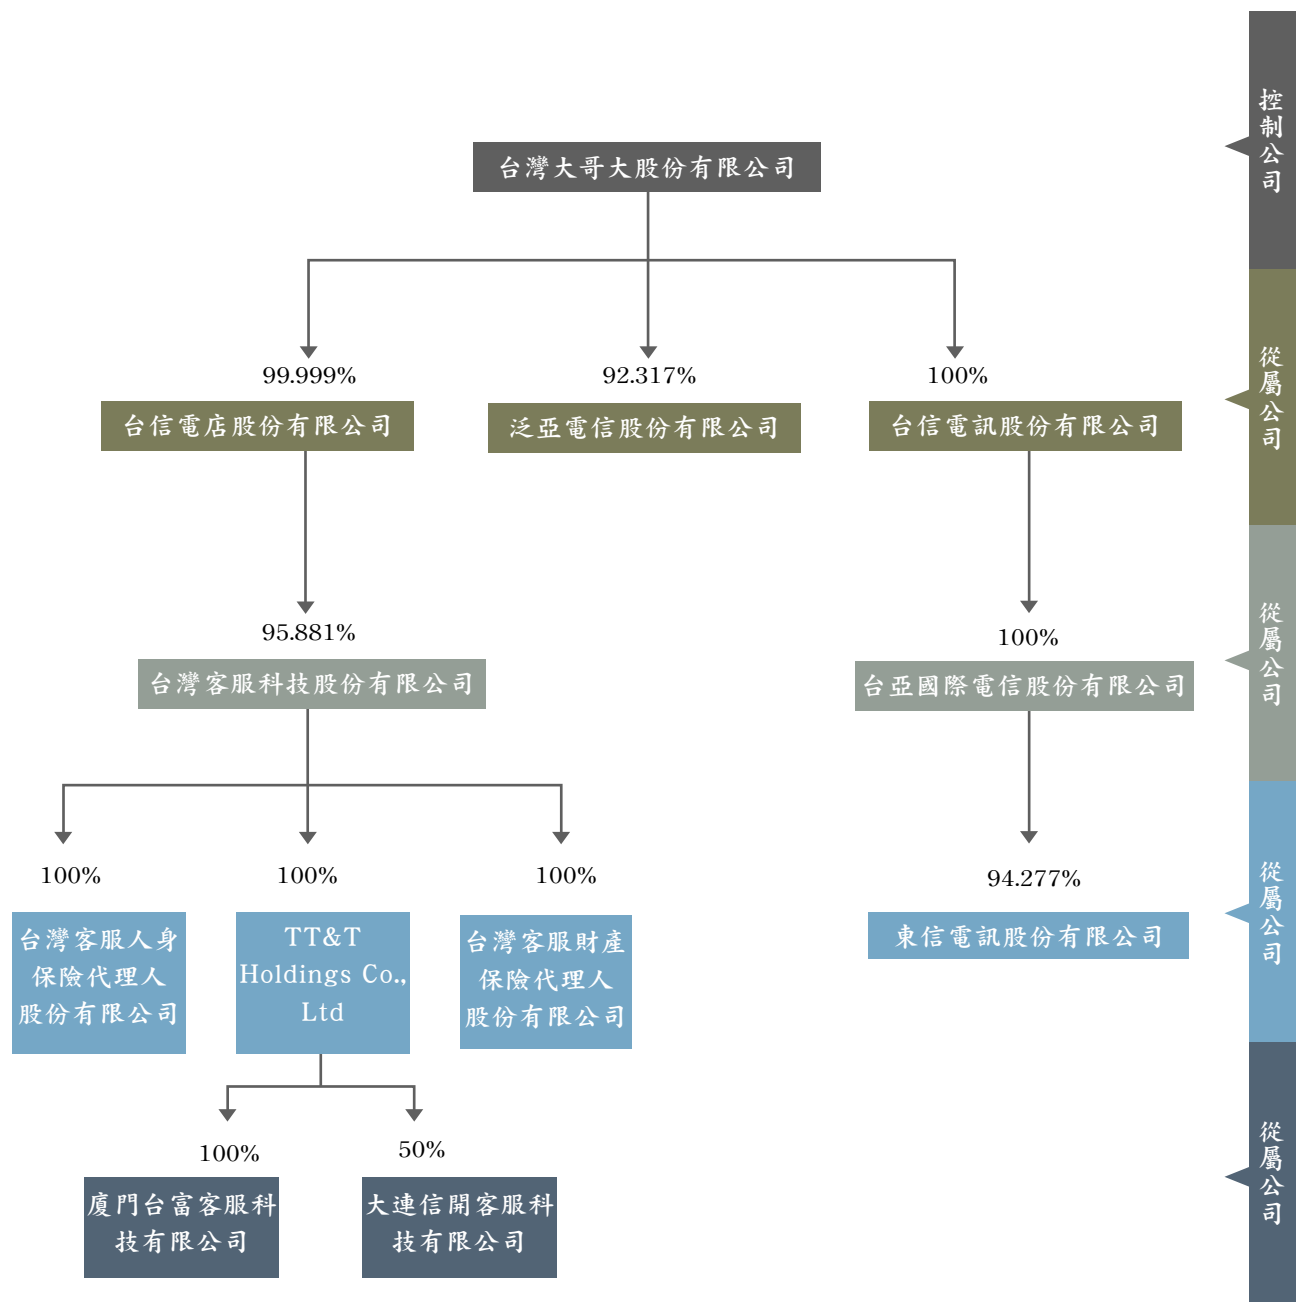 控制公司
台灣大哥大股份有限公司
從屬公司
99.999%
92.317%
100%
台信電店股份有限公司
泛亞電信股份有限公司
台信電訊股份有限公司
從屬公司
95.881%
100%
台灣客服科技股份有限公司
台亞國際電信股份有限公司
從屬公司
100%
100%
100%
94.277%
台灣客服人身
保險代理人
股份有限公司
TT&T
Holdings Co.,
Ltd
台灣客服財產
保險代理人
股份有限公司
東信電訊股份有限公司
從屬公司
100%
50%
廈門台富客服科
技有限公司
大連信開客服科
技有限公司